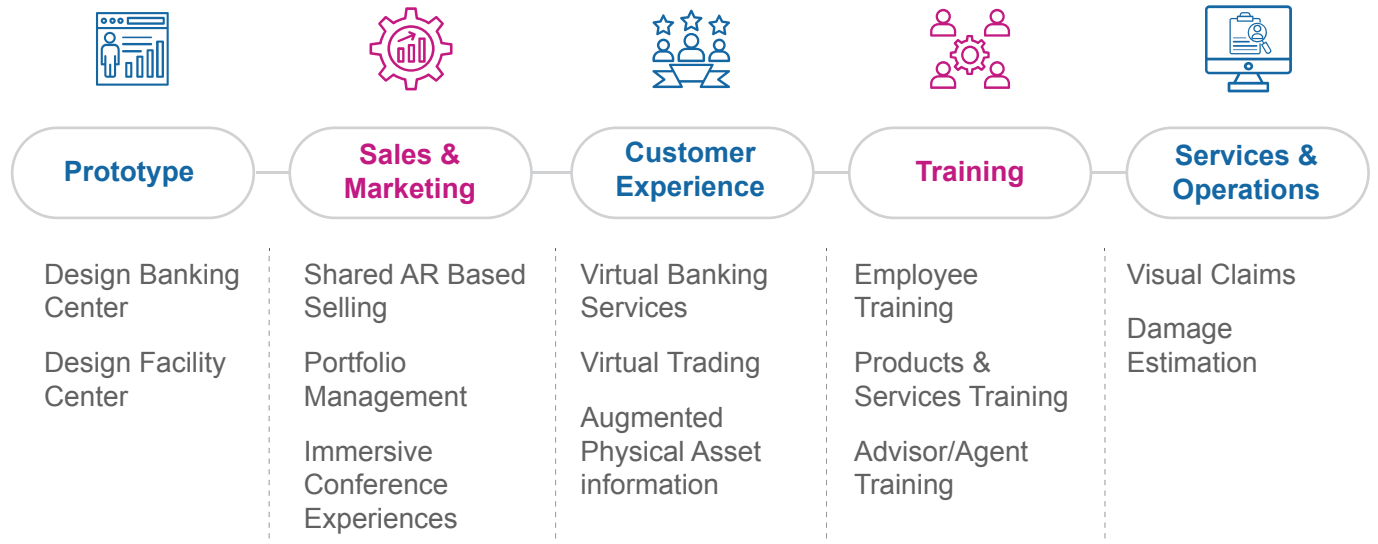 Prototype
Sales &
Marketing
Customer
Experience
Training
Services &
Operations
Design Banking
Center
Design Facility
Center
Shared AR Based
Selling
Portfolio
Management
Immersive
Conference
Experiences
Virtual Banking
Services
Virtual Trading
Augmented
Physical Asset
information
Employee
Training
Products &
Services Training
Advisor/Agent
Training
Visual Claims
Damage
Estimation